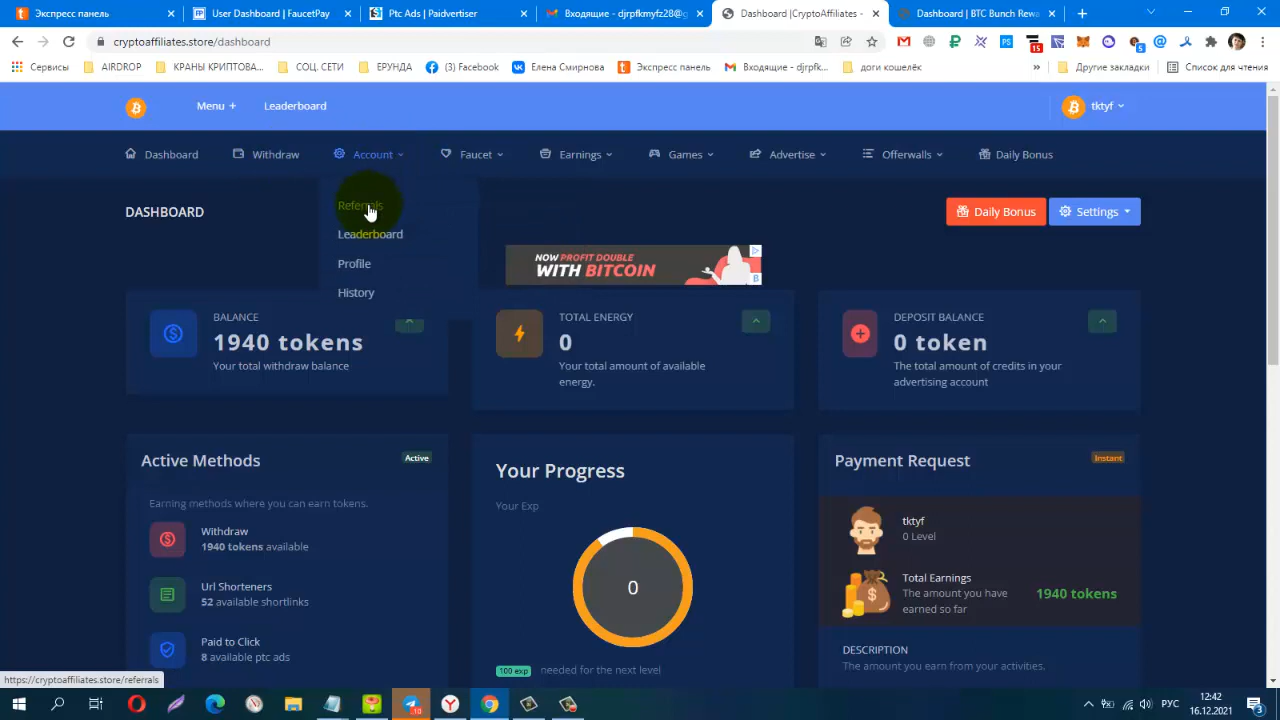 Экспресс панель
User Dashboard | FaucetPay
Ptc Ads | Paidvertiser
Входящие - djrpfkmyfz28@g
Dashboard |CryptoAffiliates -
Dashboard | BTC Bunch Rewa
cryptoaffiliates.store/dashboard
15
5
Сервисы
AIRDROP
КРАНЫ КРИПТОВА...
СОЦ. СЕТИ
ЕРУНДА
(3) Facebook
Елена Смирнова
Экспресс панель
Входящие - djrpfk...
доги кошелёк
»
Другие закладки
Список для чтения
Menu +
Leaderboard
tktyf
Dashboard
Withdraw
Account
Faucet
Earnings
Games
Advertise
Offerwalls
Daily Bonus
Referrals
Leaderboard
Profile
History
DASHBOARD
Daily Bonus
Settings
NOW PROFIT DOUBLE
WITH BITCOIN
BALANCE
1940 tokens
Your total withdraw balance
TOTAL ENERGY
0
Your total amount of available
energy.
DEPOSIT BALANCE
0 token
The total amount of credits in your
advertising account
Active Methods
Active
Earning methods where you can earn tokens.
Withdraw
1940 tokens available
Url Shorteners
52 available shortlinks
Paid to Click
8 available ptc ads
Your Progress
Your Exp
0
100 exp needed for the next level
Payment Request
Instant
tktyf
0 Level
Total Earnings
The amount you have
earned so far
1940 tokens
DESCRIPTION
The amount you earn from your activities.
https://cryptoaffiliates.store/referrals
10
РУС
12:42
16.12.2021
3